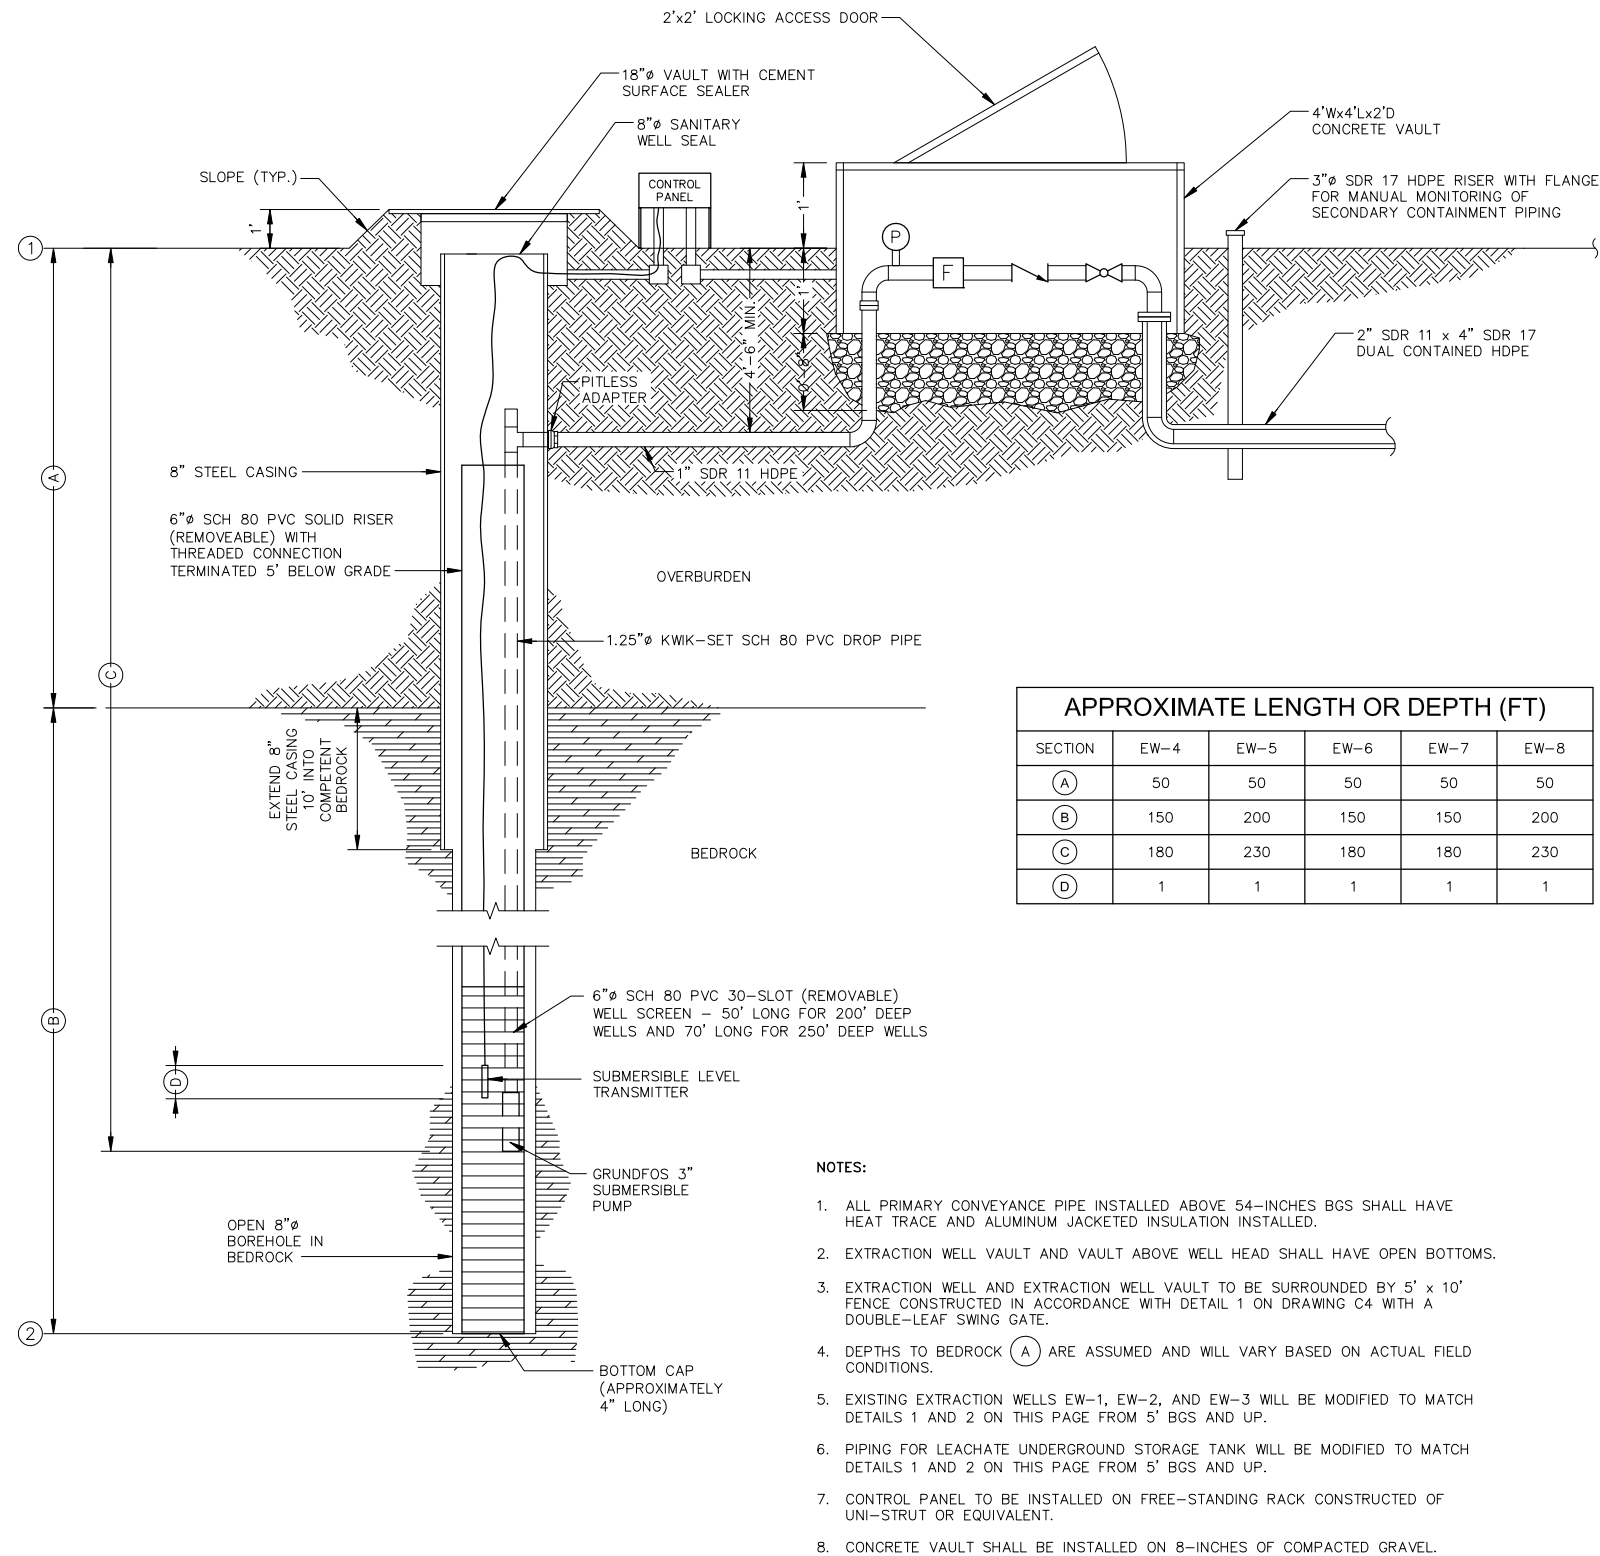 2'x2' LOCKING ACCESS DOOR
18"ø VAULT WITH CEMENT
SURFACE SEALER
8"ø SANITARY
WELL SEAL
4'Wx4'Lx2'D
CONCRETE VAULT
SLOPE (TYP.)
CONTROL
PANEL
3"ø SDR 17 HDPE RISER WITH FLANGE
FOR MANUAL MONITORING OF
SECONDARY CONTAINMENT PIPING
1'
1'
1
P
F
1'
4'-6" MIN.
0'-8"
2" SDR 11 x 4" SDR 17
DUAL CONTAINED HDPE
PITLESS
ADAPTER
A
8" STEEL CASING
1" SDR 11 HDPE
6"ø SCH 80 PVC SOLID RISER
(REMOVEABLE) WITH
THREADED CONNECTION
TERMINATED 5' BELOW GRADE
OVERBURDEN
1.25"ø KWIK-SET SCH 80 PVC DROP PIPE
C
EXTEND 8"
STEEL CASING
10' INTO
COMPETENT
BEDROCK
BEDROCK
APPROXIMATE LENGTH OR DEPTH (FT)
SECTION EW-4 EW-5 EW-6 EW-7 EW-8
A 50 50 50 50 50
B 150 200 150 150 200
C 180 230 180 180 230
D 1 1 1 1 1
B
6"ø SCH 80 PVC 30-SLOT (REMOVABLE)
WELL SCREEN - 50' LONG FOR 200' DEEP
WELLS AND 70' LONG FOR 250' DEEP WELLS
D
SUBMERSIBLE LEVEL
TRANSMITTER
GRUNDFOS 3"
SUBMERSIBLE
PUMP
OPEN 8"ø
BOREHOLE IN
BEDROCK
2
BOTTOM CAP
(APPROXIMATELY
4" LONG)
NOTES:
1. ALL PRIMARY CONVEYANCE PIPE INSTALLED ABOVE 54-INCHES BGS SHALL HAVE
HEAT TRACE AND ALUMINUM JACKETED INSULATION INSTALLED.
2. EXTRACTION WELL VAULT AND VAULT ABOVE WELL HEAD SHALL HAVE OPEN BOTTOMS.
3. EXTRACTION WELL AND EXTRACTION WELL VAULT TO BE SURROUNDED BY 5' x 10'
FENCE CONSTRUCTED IN ACCORDANCE WITH DETAIL 1 ON DRAWING C4 WITH A
DOUBLE-LEAF SWING GATE.
4. DEPTHS TO BEDROCK A ARE ASSUMED AND WILL VARY BASED ON ACTUAL FIELD
CONDITIONS.
5. EXISTING EXTRACTION WELLS EW-1, EW-2, AND EW-3 WILL BE MODIFIED TO MATCH
DETAILS 1 AND 2 ON THIS PAGE FROM 5' BGS AND UP.
6. PIPING FOR LEACHATE UNDERGROUND STORAGE TANK WILL BE MODIFIED TO MATCH
DETAILS 1 AND 2 ON THIS PAGE FROM 5' BGS AND UP.
7. CONTROL PANEL TO BE INSTALLED ON FREE-STANDING RACK CONSTRUCTED OF
UNI-STRUT OR EQUIVALENT.
8. CONCRETE VAULT SHALL BE INSTALLED ON 8-INCHES OF COMPACTED GRAVEL.